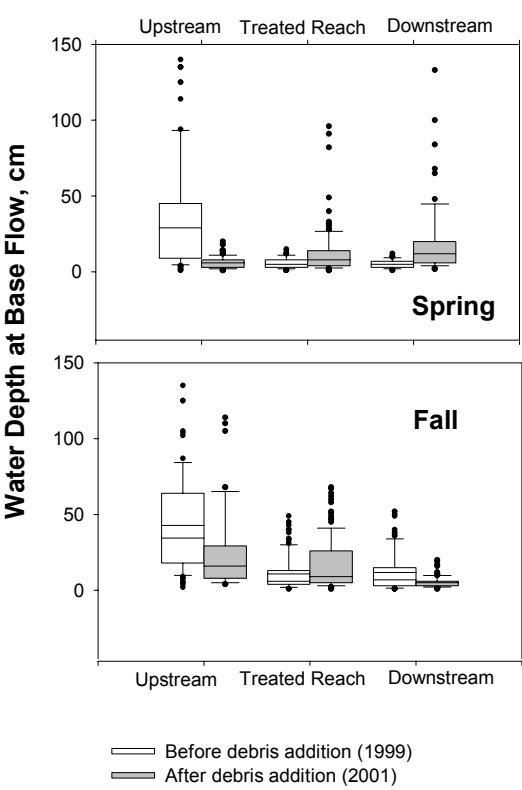 Upstream Treated Reach Downstream
150
100
50
0
Spring
Water Depth at Base Flow, cm
150
100
50
0
Fall
Upstream Treated Reach Downstream
Before debris addition (1999)
After debris addition (2001)